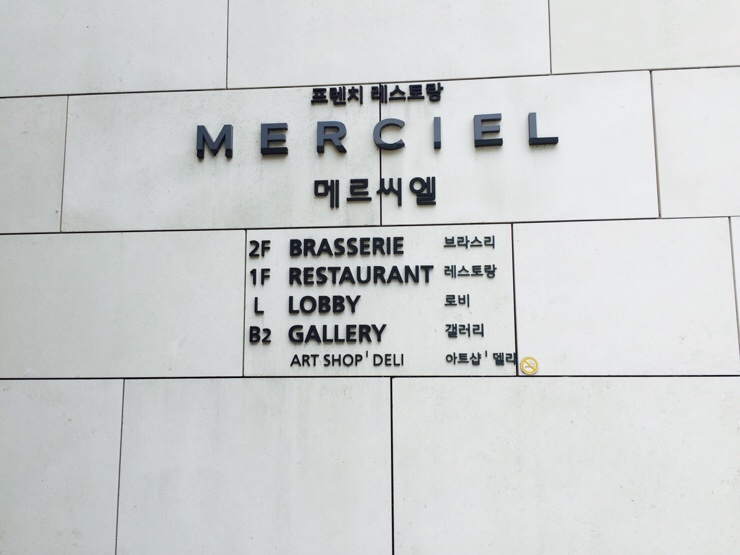 프렌치 레스토랑
MERCIEL
메르씨엘
2F BRASSERIE 브라스리
1F RESTAURANT 레스토랑
L LOBBY 로비
B2 GALLERY 갤러리
ART SHOP ' DELI 아트샵 ' 델리